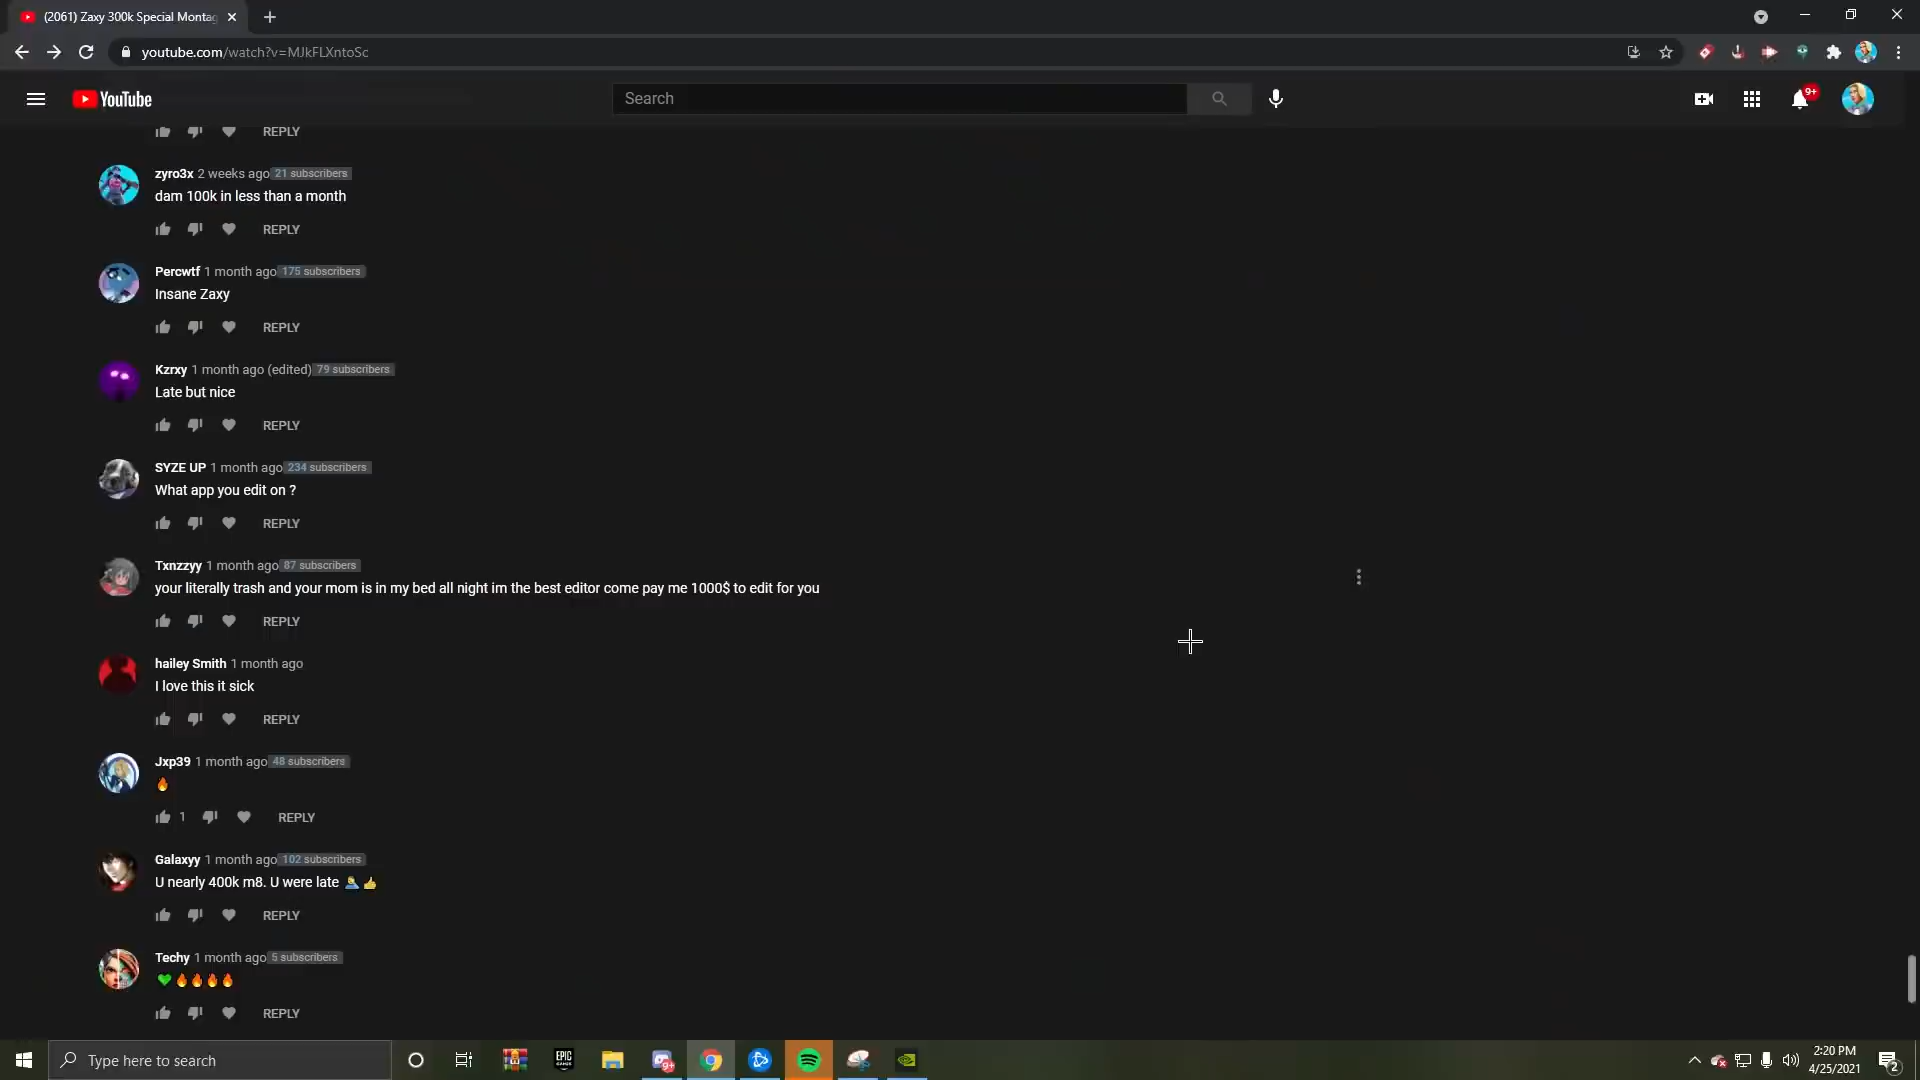 (2061) Zaxy 300k Special Montag
youtube.com/watch?v=MJkFLXntoSc
YouTube
Search
9+
REPLY
zyro3x 2 weeks ago 21 subscribers
dam 100k in less than a month
REPLY
Percwtf 1 month ago 175 subscribers
Insane Zaxy
REPLY
Kzrxy 1 month ago (edited) 79 subscribers
Late but nice
REPLY
SYZE UP 1 month ago 234 subscribers
What app you edit on ?
REPLY
Txnzzyy 1 month ago 87 subscribers
your literally trash and your mom is in my bed all night im the best editor come pay me 1000$ to edit for you
REPLY
hailey Smith 1 month ago
I love this it sick
REPLY
Jxp39 1 month ago 48 subscribers
🔥
1 REPLY
Galaxyy 1 month ago 102 subscribers
U nearly 400k m8. U were late 🤦‍♂️👍
REPLY
Techy 1 month ago 5 subscribers
💚🔥🔥🔥🔥
REPLY
Type here to search
EPIC GAMES
9+
2:20 PM
4/25/2021
2